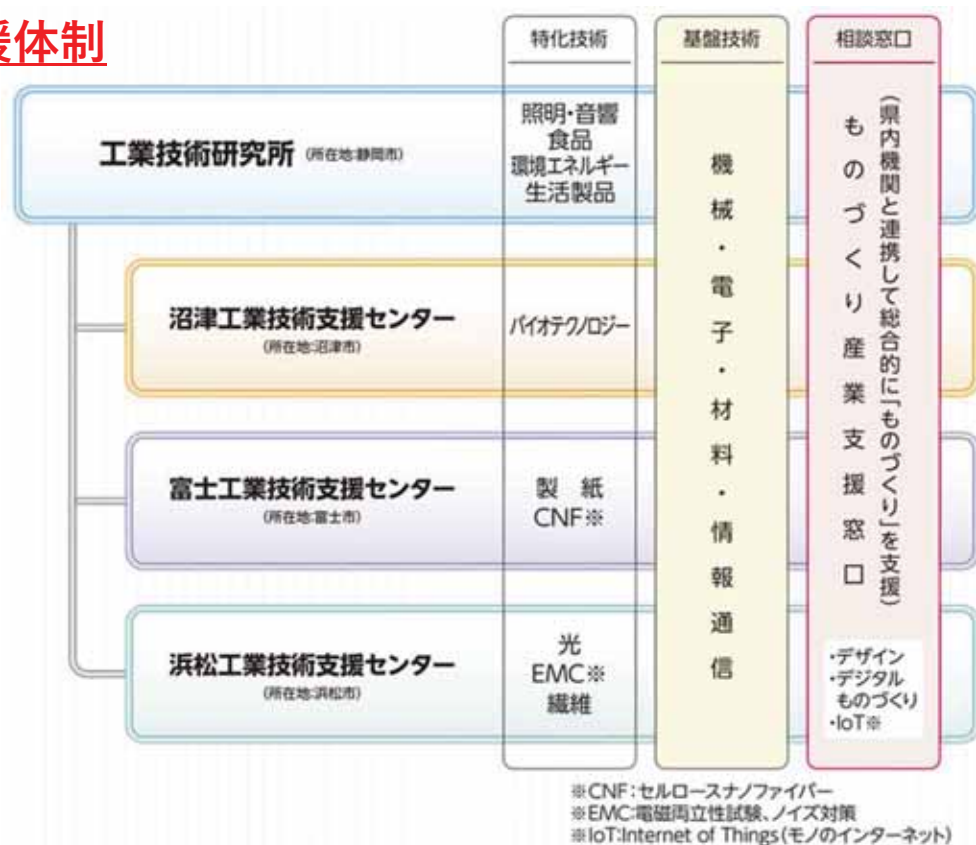 援体制
特化技術
基盤技術
相談窓口
工業技術研究所 (所在地:静岡市)
照明・音響
食品
環境エネルギー
生活製品
沼津工業技術支援センター
(所在地:沼津市)
バイオテクノロジー
富士工業技術支援センター
(所在地:富士市)
製 紙
CNF※
浜松工業技術支援センター
(所在地:浜松市)
光
EMC※
繊維
機械・電子・材料・情報通信
ものづくり産業支援窓口
(県内機関と連携して総合的に「ものづくり」を支援)
・デザイン
・デジタル
ものづくり
・IoT※
※CNF:セルロースナノファイバー
※EMC:電磁両立性試験、ノイズ対策
※IoT:Internet of Things(モノのインターネット)